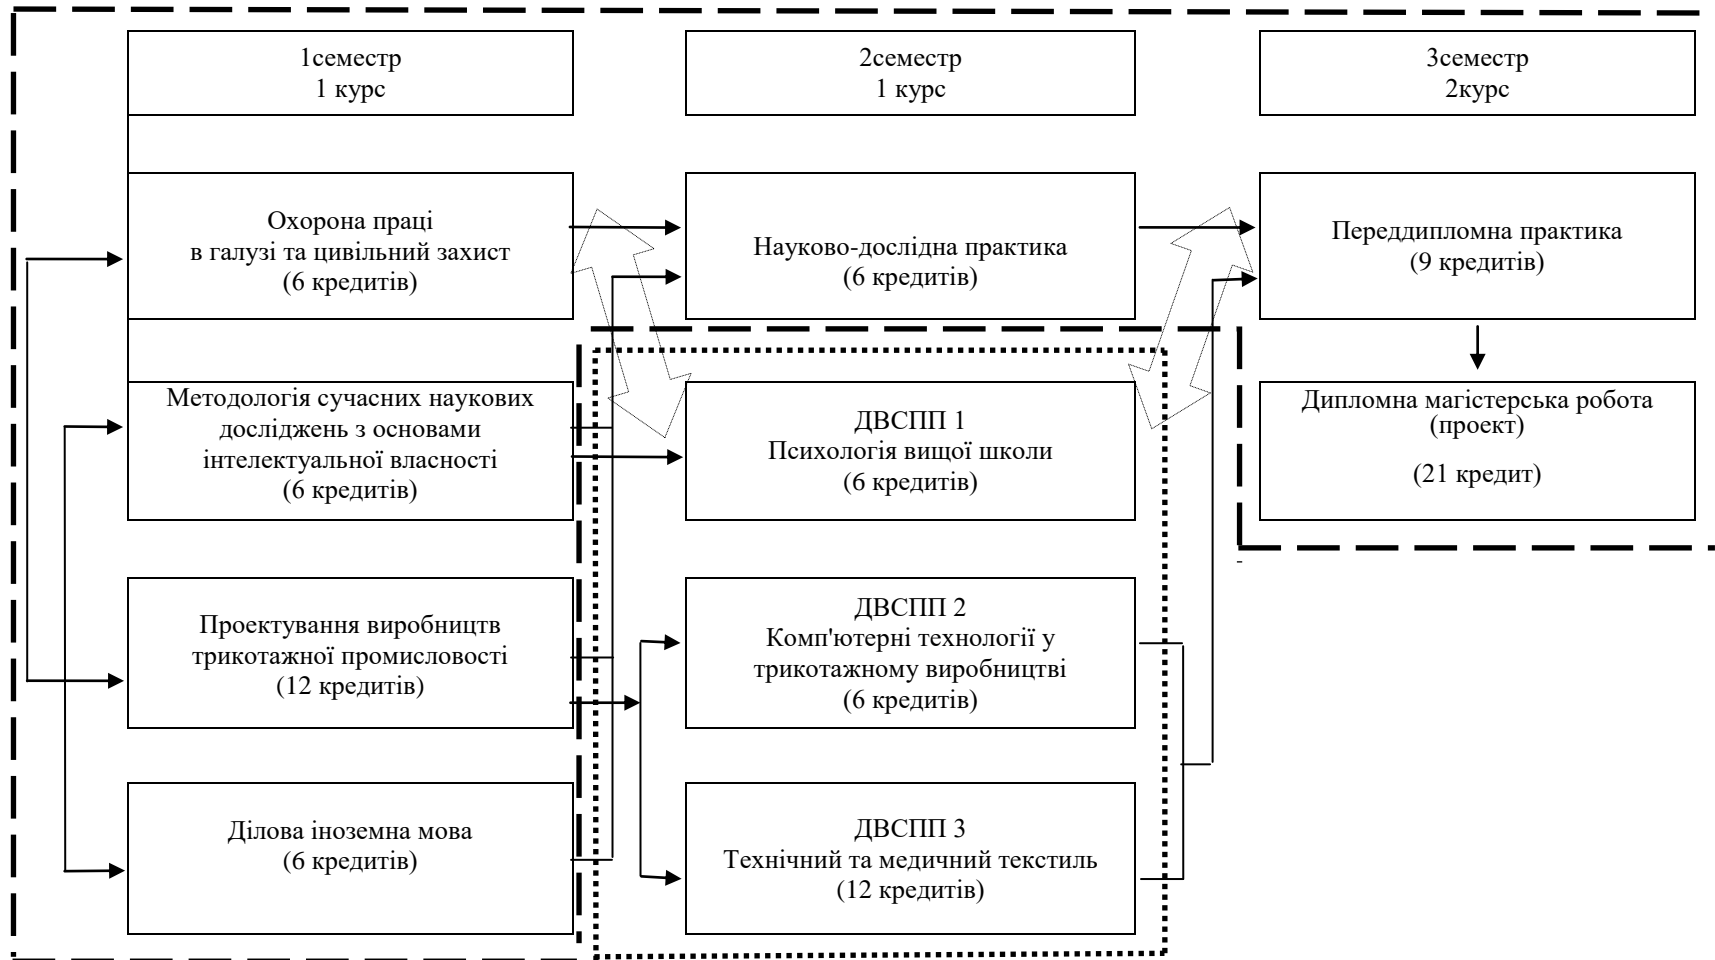 1семестр
1 курс
2семестр
1 курс
3семестр
2курс
Охорона праці
в галузі та цивільний захист
(6 кредитів)
Науково-дослідна практика
(6 кредитів)
Переддипломна практика
(9 кредитів)
Методологія сучасних наукових
досліджень з основами
інтелектуальної власності
(6 кредитів)
ДВСПП 1
Психологія вищої школи
(6 кредитів)
Дипломна магістерська робота
(проект)
(21 кредит)
Проектування виробництв
трикотажної промисловості
(12 кредитів)
ДВСПП 2
Комп'ютерні технології у
трикотажному виробництві
(6 кредитів)
Ділова іноземна мова
(6 кредитів)
ДВСПП 3
Технічний та медичний текстиль
(12 кредитів)